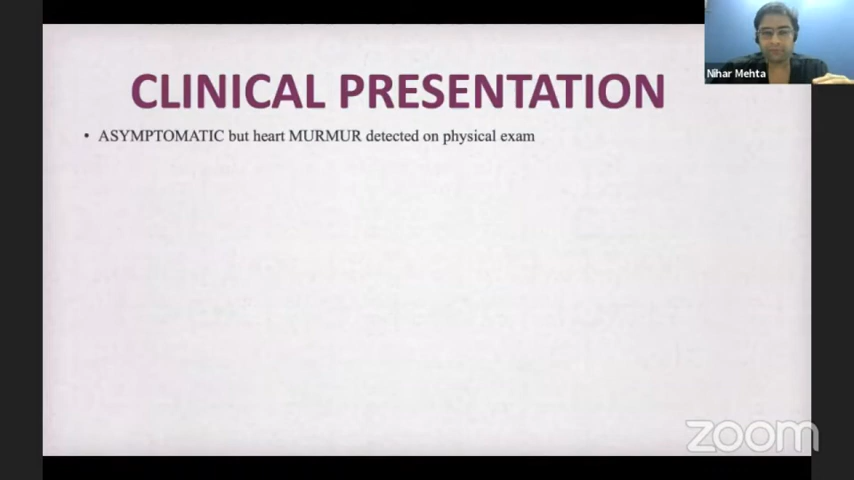 CLINICAL PRESENTATION
• ASYMPTOMATIC but heart MURMUR detected on physical exam
Nihar Mehta
zoom